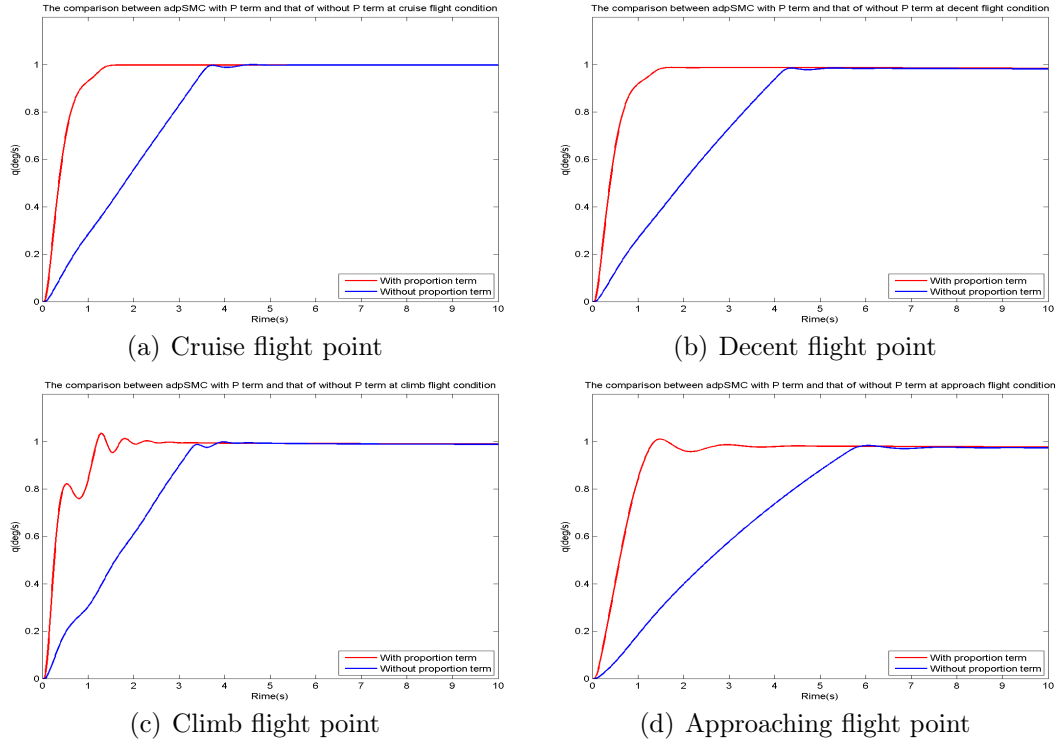 The comparison between adpSMC with P term and that of without P term at cruise flight condition
q(deg/s)
1
0.8
0.6
0.4
0.2
0
0 1 2 3 4 5 6 7 8 9 10
Rime(s)
With proportion term
Without proportion term
(a) Cruise flight point
The comparison between adpSMC with P term and that of without P term at decent flight condition
q(deg/s)
1
0.8
0.6
0.4
0.2
0
0 1 2 3 4 5 6 7 8 9 10
Rime(s)
With proportion term
Without proportion term
(b) Decent flight point
The comparison between adpSMC with P term and that of without P term at climb flight condition
q(deg/s)
1
0.8
0.6
0.4
0.2
0
0 1 2 3 4 5 6 7 8 9 10
Rime(s)
With proportion term
Without proportion term
(c) Climb flight point
The comparison between adpSMC with P term and that of without P term at approach flight condition
q(deg/s)
1
0.8
0.6
0.4
0.2
0
0 1 2 3 4 5 6 7 8 9 10
Rime(s)
With proportion term
Without proportion term
(d) Approaching flight point